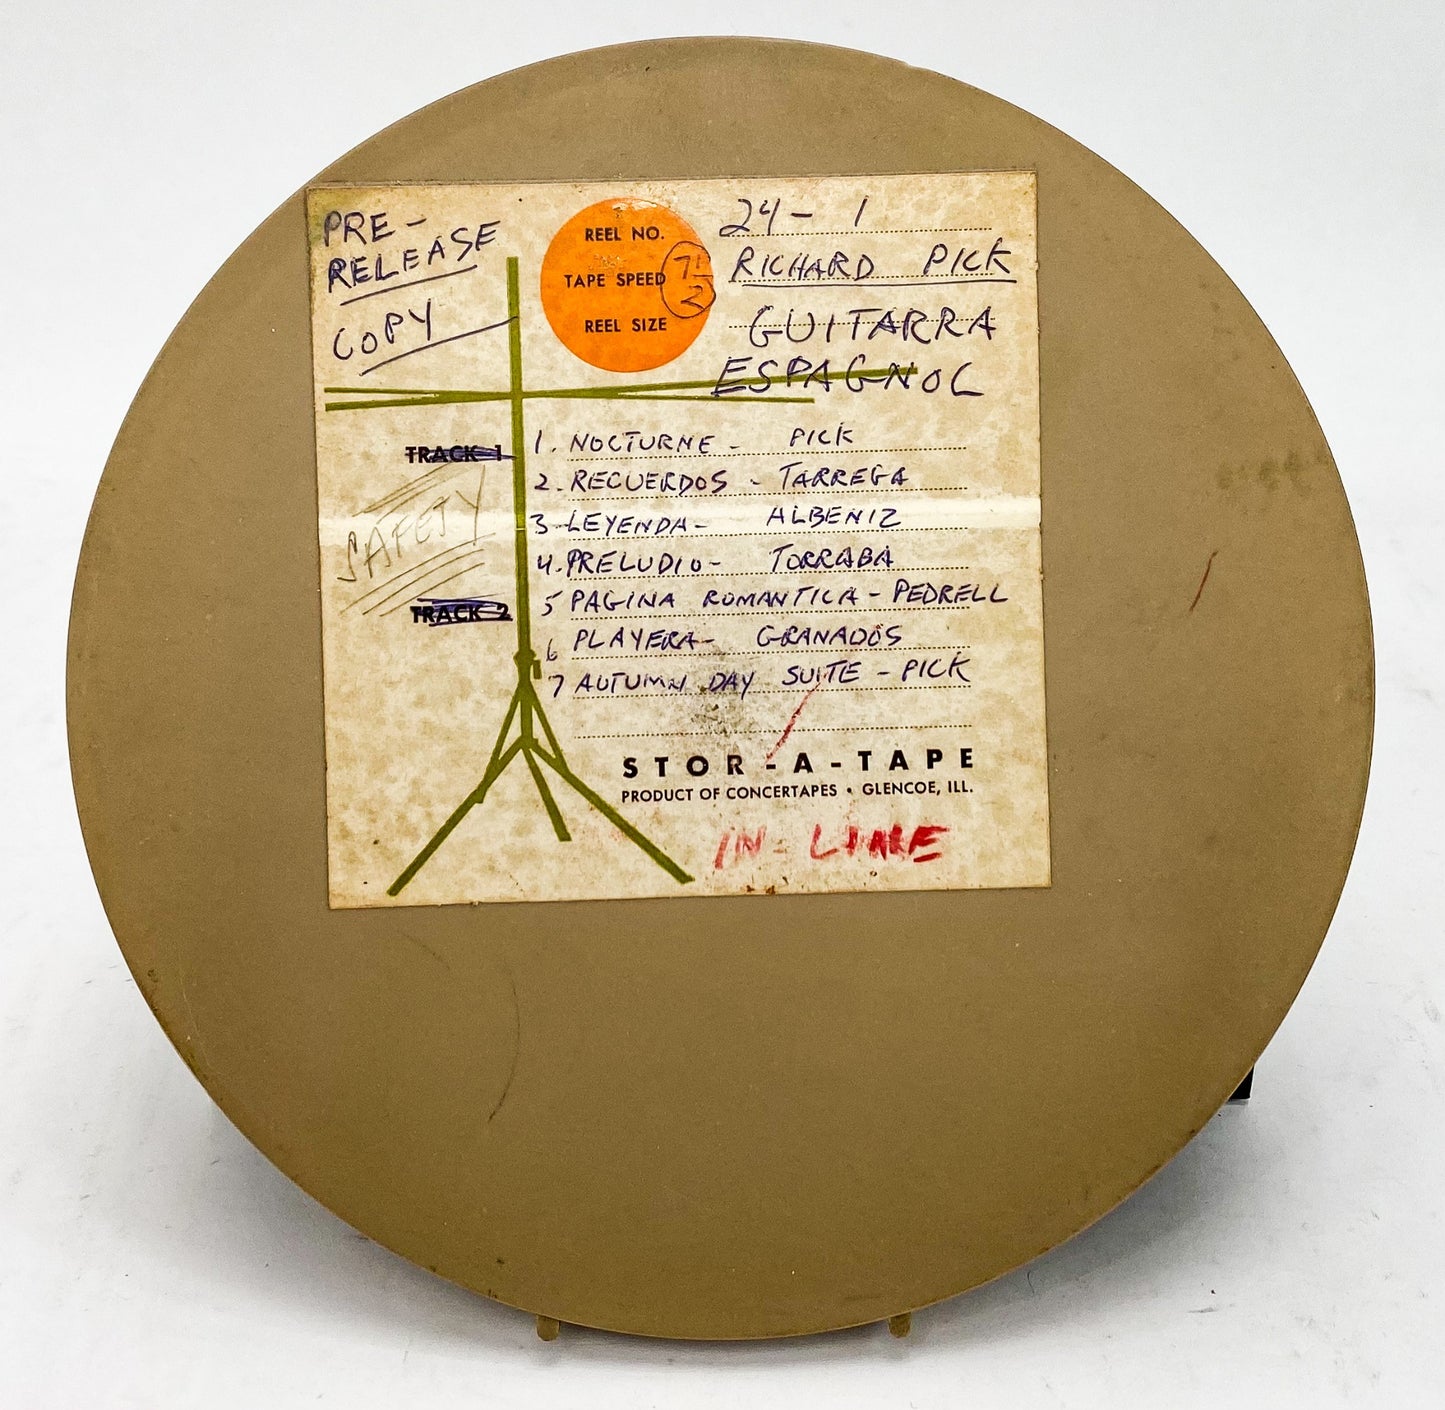 PRE-
RELEASE
COPY
REEL NO. 24-1
TAPE SPEED 7 1/2 RICHARD PICK
REEL SIZE GUITARRA
ESPAGNOL
TRACK 1
1. NOCTURNE - PICK
2. RECUERDOS - TARREGA
SAFETY
3 LEYENDA - ALBENIZ
4. PRELUDIO - TORRABA
TRACK 2
5 PAGINA ROMANTICA - PEDRELL
6 PLAYERA - GRANADOS
7 AUTUMN DAY SUITE - PICK
STOR-A-TAPE
PRODUCT OF CONCERTAPES • GLENCOE, ILL.
IN-LINE